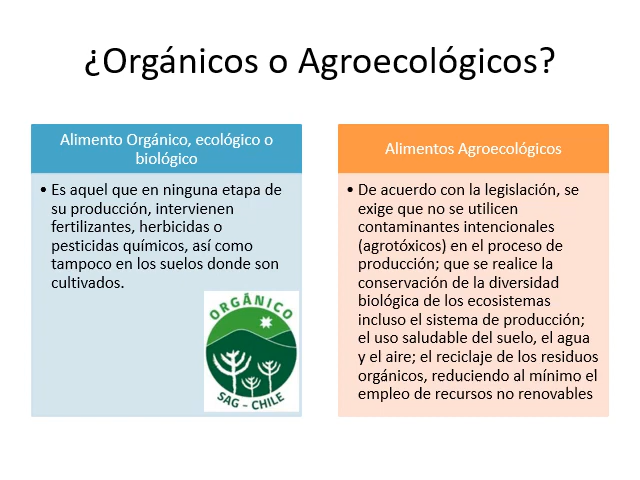 ¿Orgánicos o Agroecológicos?
Alimento Orgánico, ecológico o
biológico
• Es aquel que en ninguna etapa de
su producción, intervienen
fertilizantes, herbicidas o
pesticidas químicos, así como
tampoco en los suelos donde son
cultivados.
ORGÁNICO
SAG - CHILE
Alimentos Agroecológicos
• De acuerdo con la legislación, se
exige que no se utilicen
contaminantes intencionales
(agrotóxicos) en el proceso de
producción; que se realice la
conservación de la diversidad
biológica de los ecosistemas
incluso el sistema de producción;
el uso saludable del suelo, el agua
y el aire; el reciclaje de los residuos
orgánicos, reduciendo al mínimo el
empleo de recursos no renovables